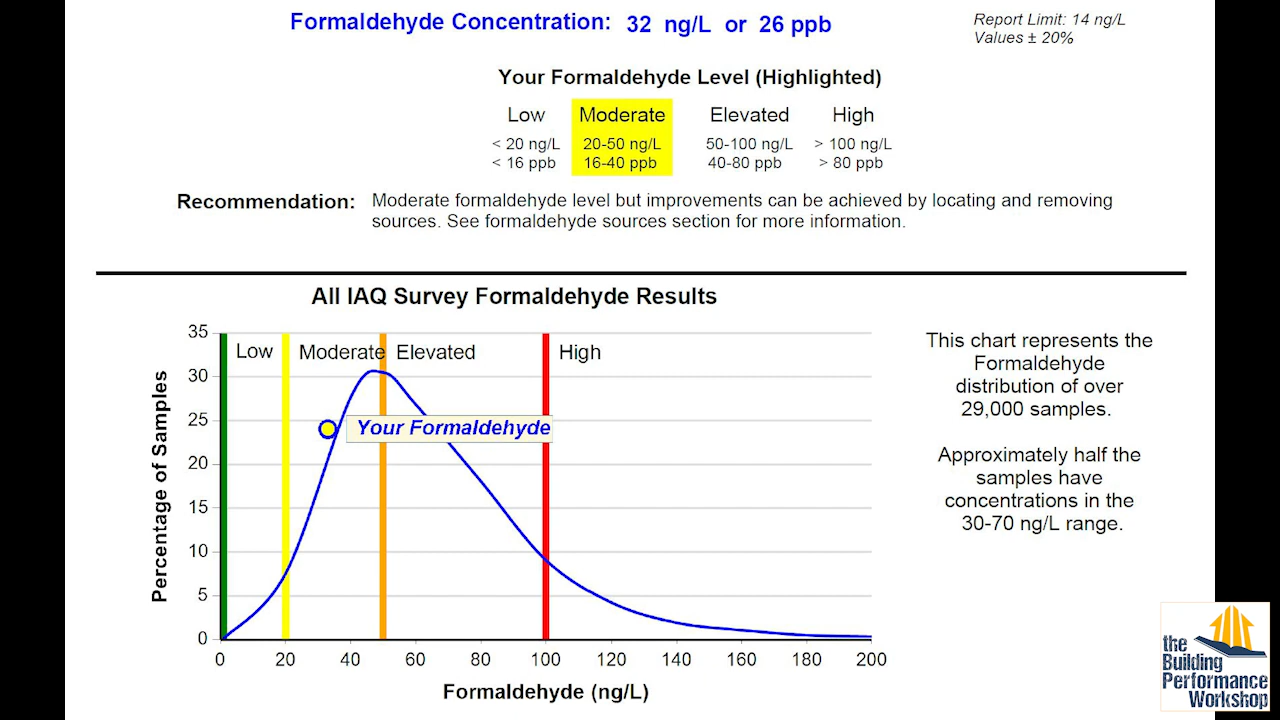 Formaldehyde Concentration: 32 ng/L or 26 ppb
Report Limit: 14 ng/L
Values ± 20%
Your Formaldehyde Level (Highlighted)
Low Moderate Elevated High
< 20 ng/L 20-50 ng/L 50-100 ng/L > 100 ng/L
< 16 ppb 16-40 ppb 40-80 ppb > 80 ppb
Recommendation: Moderate formaldehyde level but improvements can be achieved by locating and removing
sources. See formaldehyde sources section for more information.
All IAQ Survey Formaldehyde Results
35
30
25
20
15
10
5
0
Percentage of Samples
Low Moderate Elevated High
Your Formaldehyde
0 20 40 60 80 100 120 140 160 180 200
Formaldehyde (ng/L)
This chart represents the
Formaldehyde
distribution of over
29,000 samples.
Approximately half the
samples have
concentrations in the
30-70 ng/L range.
the
Building
Performance
Workshop